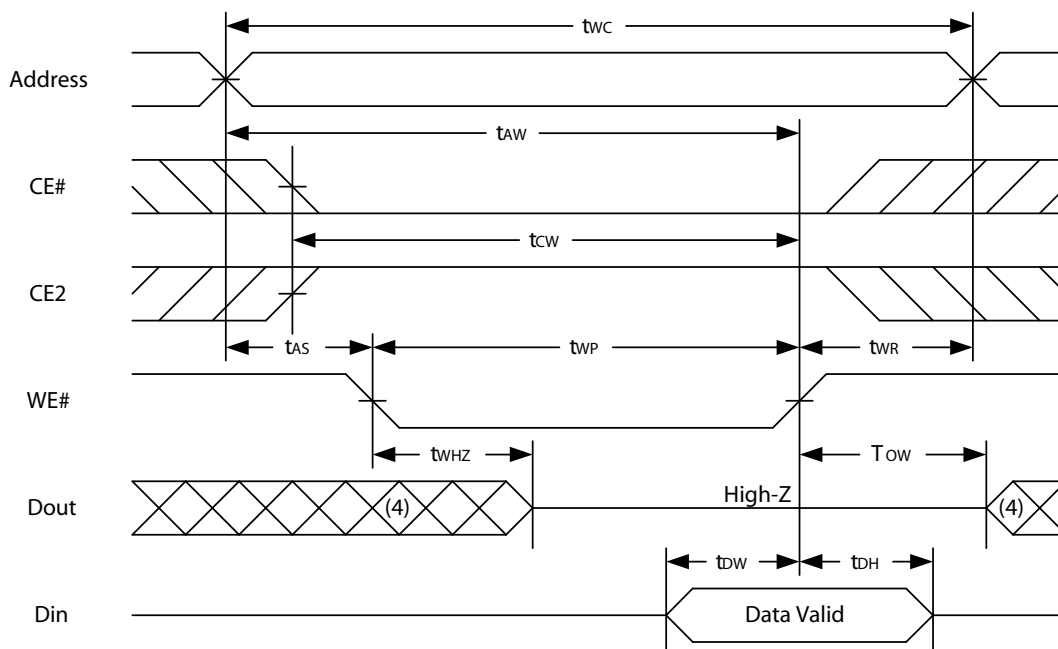 tWC
Address
tAW
CE#
tCW
CE2
tAS
tWP
tWR
WE#
tWHZ
TOW
High-Z
Dout
(4)
(4)
tDW
tDH
Din
Data Valid